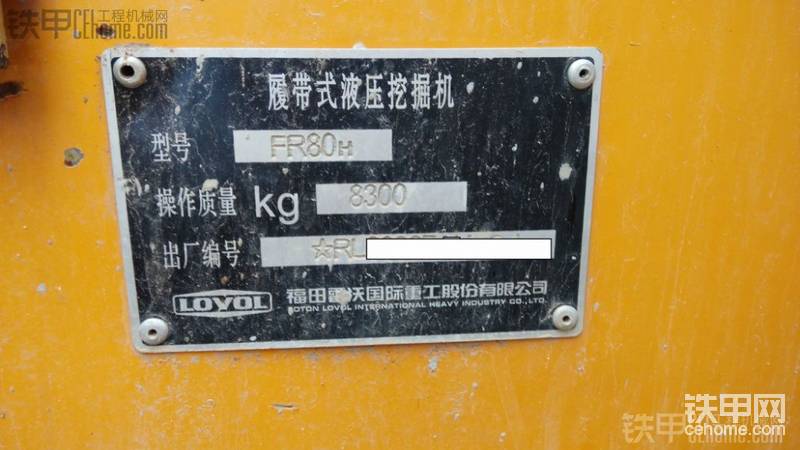 铁甲 工程机械网
CEhome.com
履带式液压挖掘机
型号 FR80H
操作质量 kg 8300
出厂编号 ☆RL
LOVOL 福田雷沃国际重工股份有限公司
FOTON LOVOL INTERNATIONAL HEAVY INDUSTRY CO.,LTD.
铁甲网
cehome.com